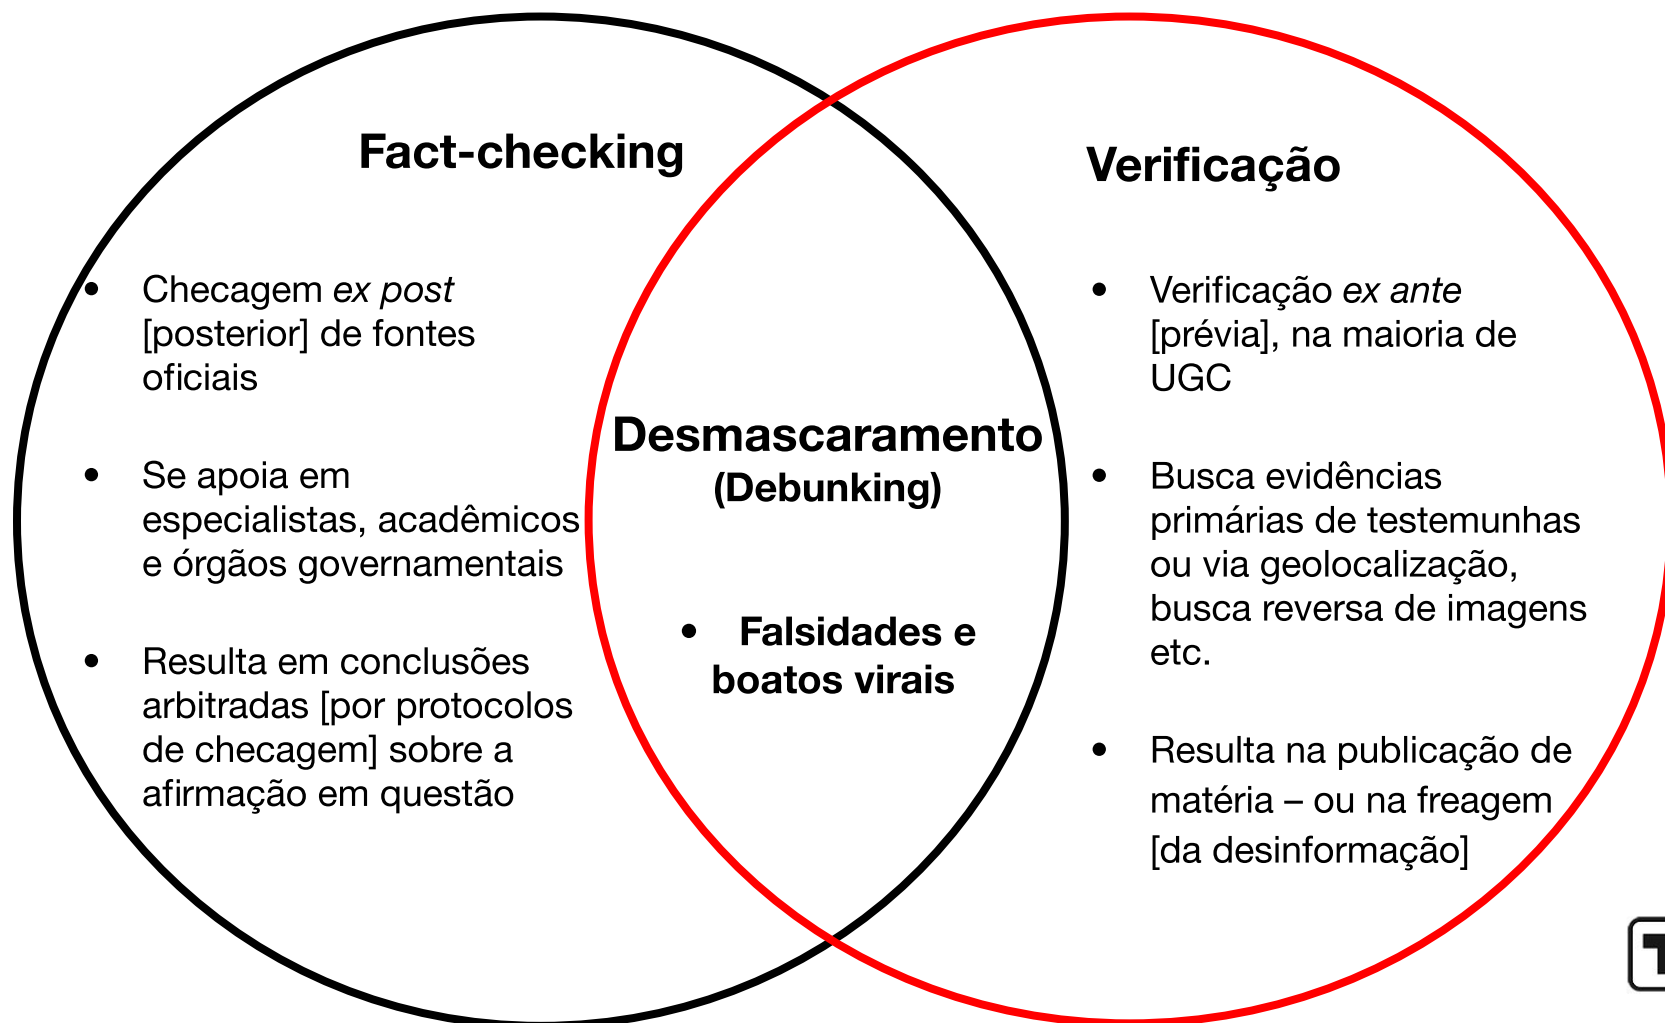 Fact-checking
• Checagem ex post
[posterior] de fontes
oficiais
• Se apoia em
especialistas, acadêmicos
e órgãos governamentais
• Resulta em conclusões
arbitradas [por protocolos
de checagem] sobre a
afirmação em questão
Desmascaramento
(Debunking)
• Falsidades e
boatos virais
Verificação
• Verificação ex ante
[prévia], na maioria de
UGC
• Busca evidências
primárias de testemunhas
ou via geolocalização,
busca reversa de imagens
etc.
• Resulta na publicação de
matéria – ou na freagem
[da desinformação]
T